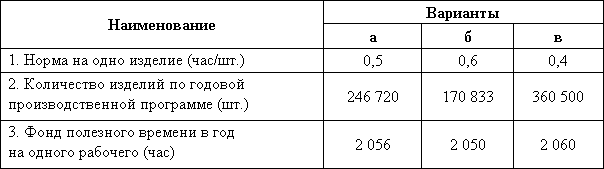 Наименование
Варианты
а б в
1. Норма на одно изделие (час/шт.) 0,5 0,6 0,4
2. Количество изделий по годовой
производственной программе (шт.) 246 720 170 833 360 500
3. Фонд полезного времени в год
на одного рабочего (час) 2 056 2 050 2 060